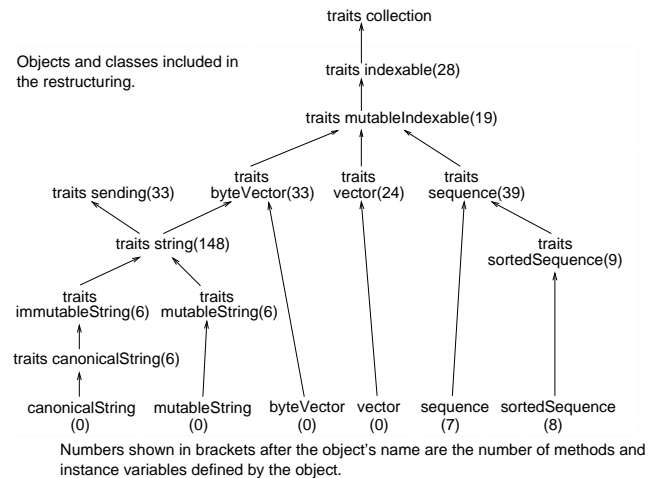 traits collection
Objects and classes included in
the restructuring.
traits indexable(28)
traits mutableIndexable(19)
traits
byteVector(33)
traits
vector(24)
traits
sequence(39)
traits sending(33)
traits string(148)
traits
sortedSequence(9)
traits
immutableString(6)
traits
mutableString(6)
traits canonicalString(6)
canonicalString
(0)
mutableString
(0)
byteVector
(0)
vector
(0)
sequence
(7)
sortedSequence
(8)
Numbers shown in brackets after the object's name are the number of methods and
instance variables defined by the object.